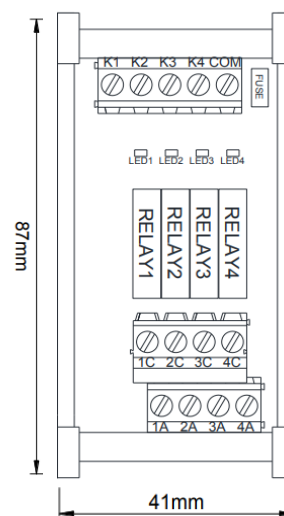 K1 K2 K3 K4 COM
FUSE
LED1 LED2 LED3 LED4
RELAY1 RELAY2 RELAY3 RELAY4
87mm
1C 2C 3C 4C
1A 2A 3A 4A
41mm